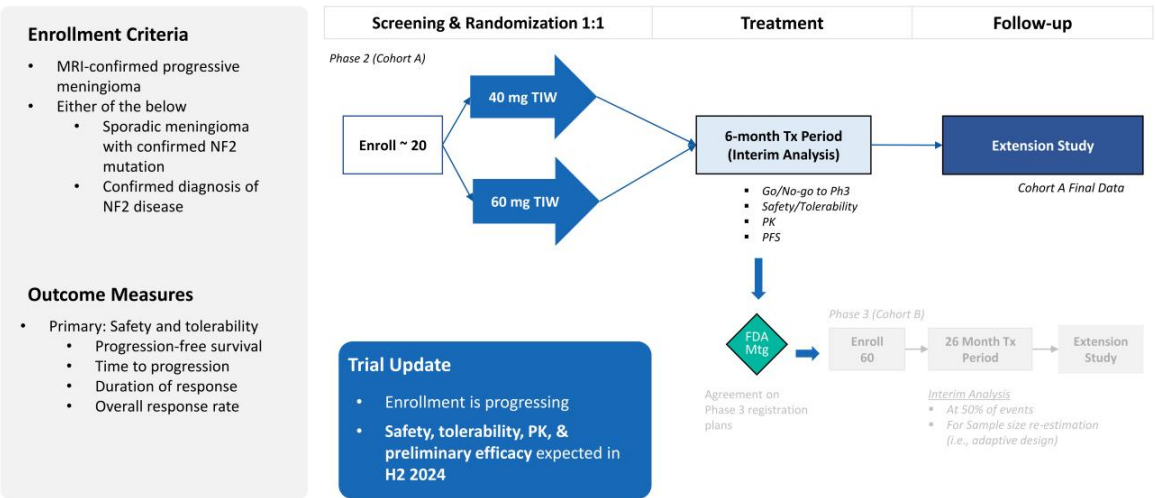 Enrollment Criteria
• MRI-confirmed progressive
meningioma
• Either of the below
• Sporadic meningioma
with confirmed NF2
mutation
• Confirmed diagnosis of
NF2 disease
Outcome Measures
• Primary: Safety and tolerability
• Progression-free survival
• Time to progression
• Duration of response
• Overall response rate
Screening & Randomization 1:1
Treatment
Follow-up
Phase 2 (Cohort A)
Enroll ~ 20
40 mg TIW
60 mg TIW
6-month Tx Period
(Interim Analysis)
▪ Go/No-go to Ph3
▪ Safety/Tolerability
▪ PK
▪ PFS
Extension Study
Cohort A Final Data
FDA
Mtg
Agreement on
Phase 3 registration
plans
Phase 3 (Cohort B)
Enroll
60
26 Month Tx
Period
Extension
Study
Interim Analysis
▪ At 50% of events
▪ For Sample size re-estimation
(i.e., adaptive design)
Trial Update
• Enrollment is progressing
• Safety, tolerability, PK, &
preliminary efficacy expected in
H2 2024